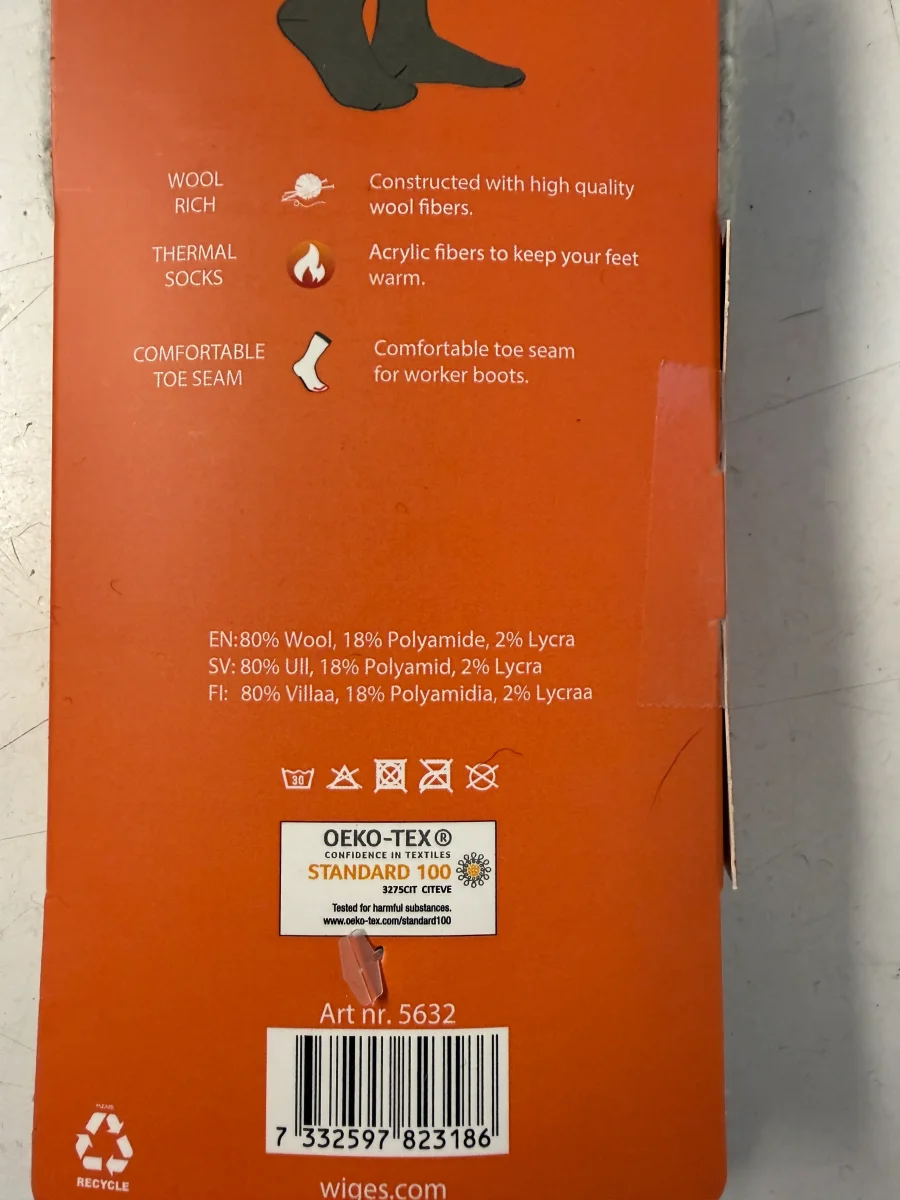 WOOL
RICH
Constructed with high quality
wool fibers.
THERMAL
SOCKS
Acrylic fibers to keep your feet
warm.
COMFORTABLE
TOE SEAM
Comfortable toe seam
for worker boots.
EN:80% Wool, 18% Polyamide, 2% Lycra
SV: 80% Ull, 18% Polyamid, 2% Lycra
FI: 80% Villaa, 18% Polyamidia, 2% Lycraa
30
OEKO-TEX®
CONFIDENCE IN TEXTILES
STANDARD 100
3275CIT CITEVE
Tested for harmful substances.
www.oeko-tex.com/standard100
Art nr. 5632
7 332597 823186
PLEASE
RECYCLE
wiges.com